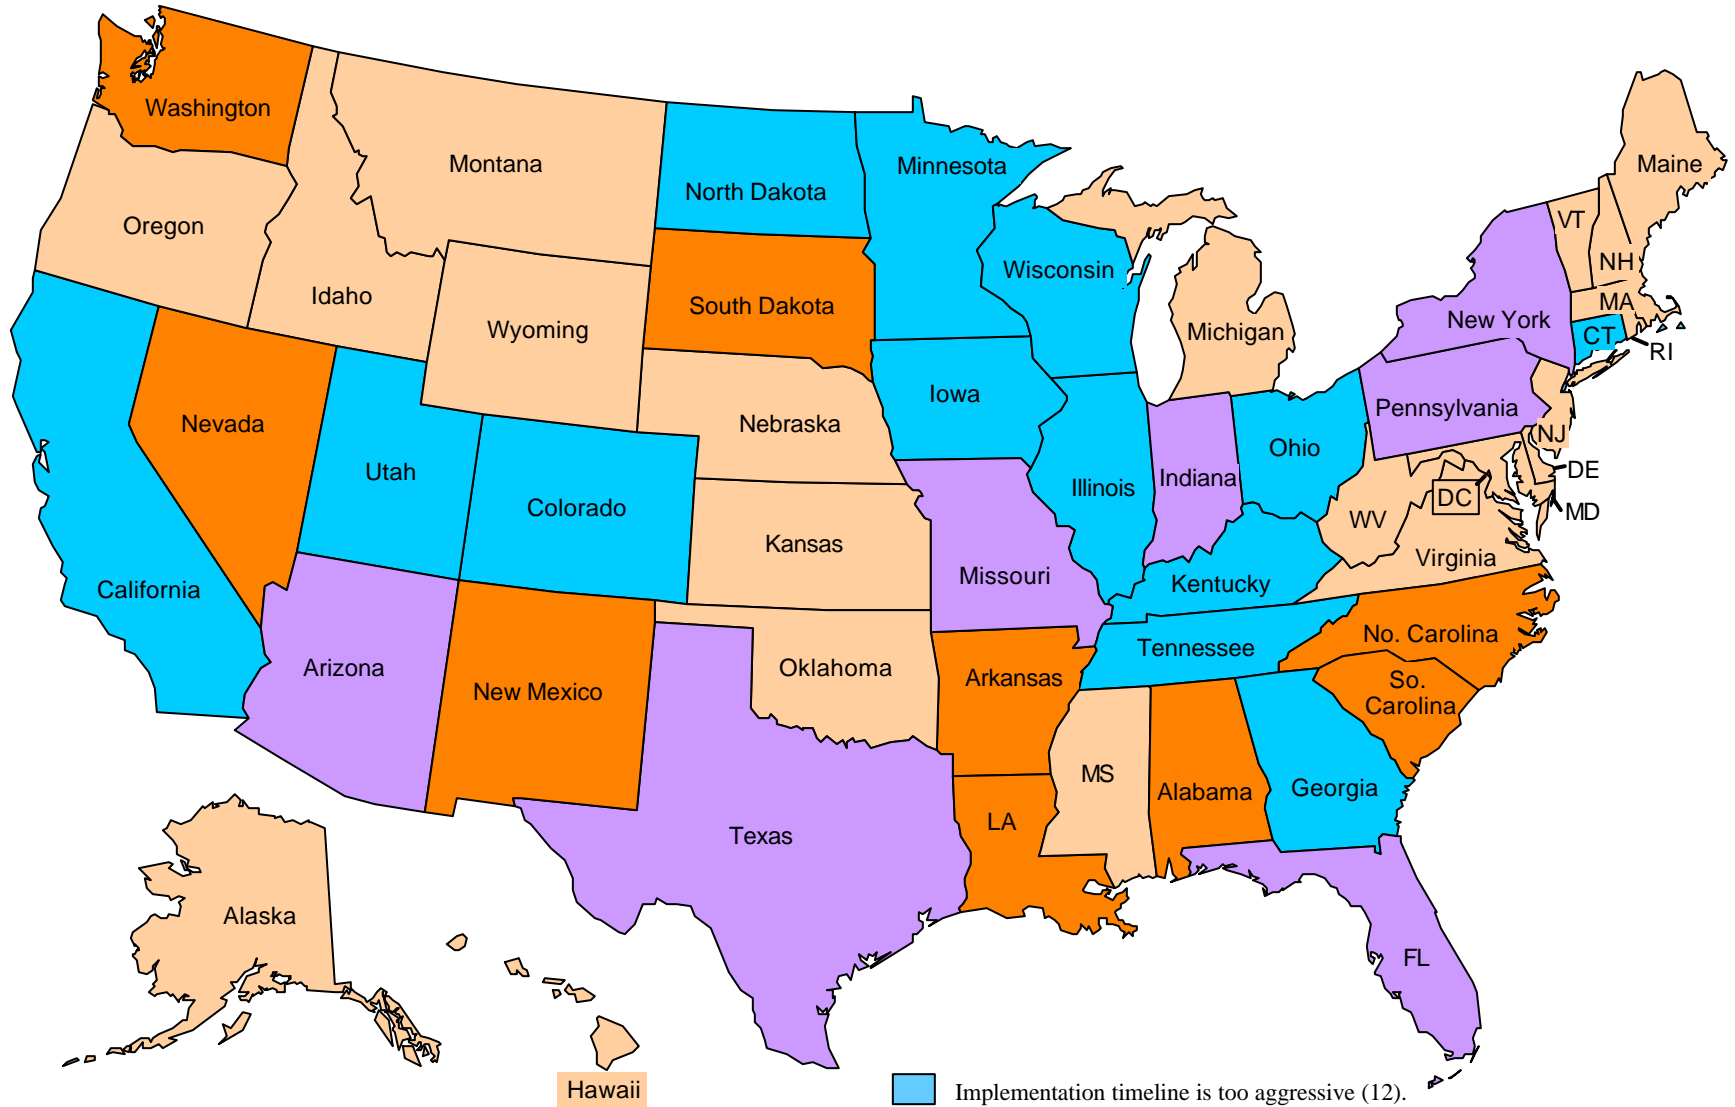 Washington
Montana
North Dakota
Minnesota
Maine
Oregon
VT
NH
Idaho
Wyoming
South Dakota
Wisconsin
Michigan
New York
MA
CT
RI
Nevada
Nebraska
Iowa
Pennsylvania
NJ
Utah
Colorado
Illinois
Indiana
Ohio
DE
DC
MD
WV
Kansas
Virginia
California
Missouri
Kentucky
Arizona
New Mexico
Oklahoma
Arkansas
Tennessee
No. Carolina
So.
Carolina
Texas
LA
MS
Alabama
Georgia
Alaska
FL
Hawaii
Implementation timeline is too aggressive (12).